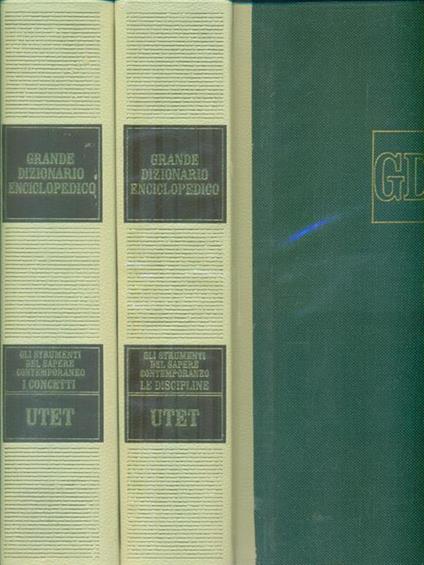 GRANDE
DIZIONARIO
ENCICLOPEDICO
GLI STRUMENTI
DEL SAPERE
CONTEMPORANEO
I CONCETTI
UTET
GRANDE
DIZIONARIO
ENCICLOPEDICO
GLI STRUMENTI
DEL SAPERE
CONTEMPORANEO
LE DISCIPLINE
UTET
GD